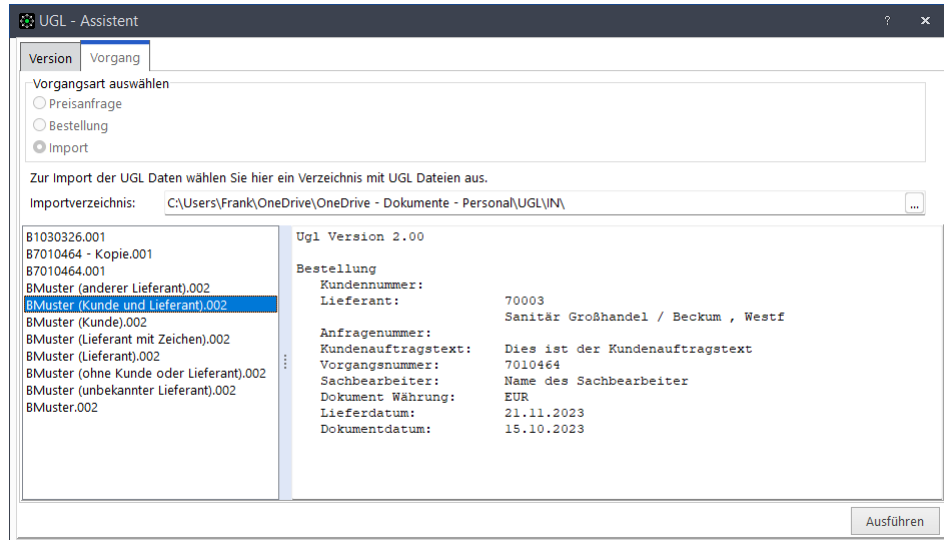 UGL - Assistent
Version Vorgang
Vorgangsart auswählen
Preisanfrage
Bestellung
Import
Zur Import der UGL Daten wählen Sie hier ein Verzeichnis mit UGL Dateien aus.
Importverzeichnis: C:\Users\Frank\OneDrive\OneDrive - Dokumente - Personal\UGL\IN\ ...
B1030326.001
B7010464 - Kopie.001
B7010464.001
BMuster (anderer Lieferant).002
BMuster (Kunde und Lieferant).002
BMuster (Kunde).002
BMuster (Lieferant mit Zeichen).002
BMuster (Lieferant).002
BMuster (ohne Kunde oder Lieferant).002
BMuster (unbekannter Lieferant).002
BMuster.002
Ugl Version 2.00
Bestellung
Kundennummer:
Lieferant: 70003
Sanitär Großhandel / Beckum , Westf
Anfragenummer:
Kundenauftragstext: Dies ist der Kundenauftragstext
Vorgangsnummer: 7010464
Sachbearbeiter: Name des Sachbearbeiter
Dokument Währung: EUR
Lieferdatum: 21.11.2023
Dokumentdatum: 15.10.2023
Ausführen